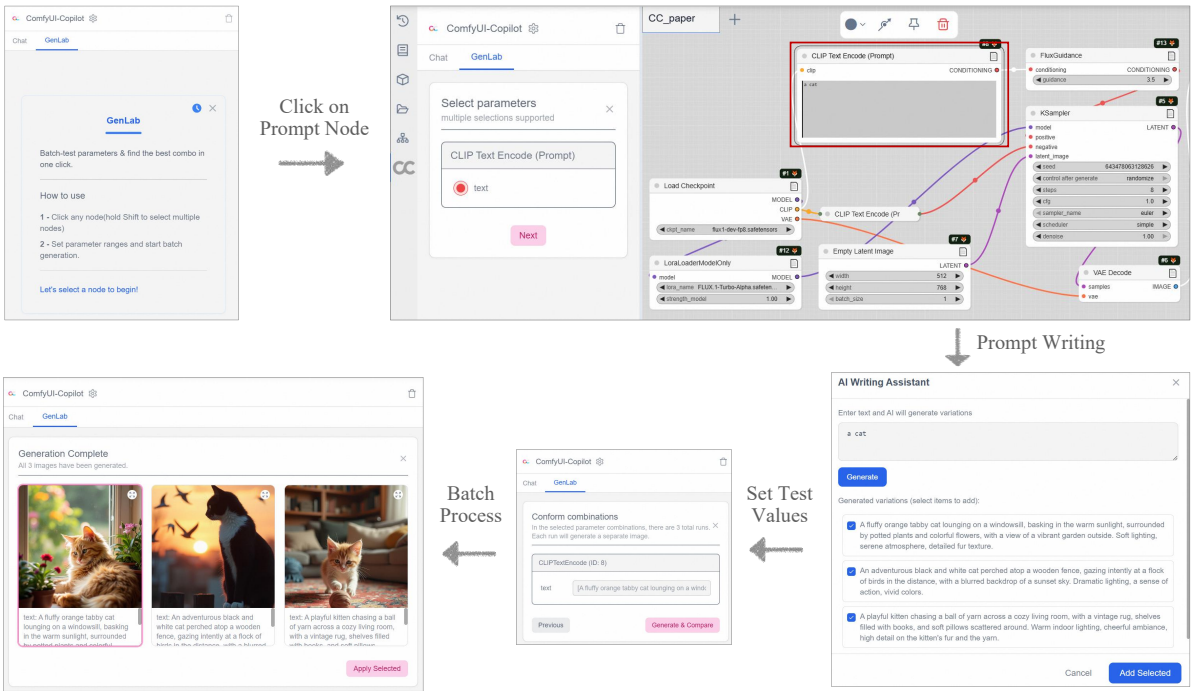 ComfyUI-Copilot
Chat GenLab
GenLab
Batch-test parameters & find the best combo in
one click.
How to use
1 - Click any node(hold Shift to select multiple
nodes)
2 - Set parameter ranges and start batch
generation.
Let's select a node to begin!
Click on
Prompt Node
ComfyUI-Copilot
Chat GenLab
Select parameters
multiple selections supported
CLIP Text Encode (Prompt)
text
Next
CC_paper
CLIP Text Encode (Prompt)
clip CONDITIONING
a cat
#13
FluxGuidance
conditioning CONDITIONING
guidance 3.5
#5
KSampler
model LATENT
positive
negative
latent_image
seed 643478063128626
control after generate randomize
steps 8
cfg 1.0
sampler_name euler
scheduler simple
denoise 1.00
#1
Load Checkpoint
MODEL
CLIP
VAE
ckpt_name flux1-dev-fp8.safetensors
CLIP Text Encode (Pr
#12
LoraLoaderModelOnly
model MODEL
lora_name FLUX.1-Turbo-Alpha.safeten...
strength_model 1.00
#7
Empty Latent Image
LATENT
width 512
height 768
batch_size 1
#6
VAE Decode
samples IMAGE
vae
Prompt Writing
AI Writing Assistant
Enter text and AI will generate variations
a cat
Generate
Generated variations (select items to add):
A fluffy orange tabby cat lounging on a windowsill, basking in the warm sunlight, surrounded
by potted plants and colorful flowers, with a view of a vibrant garden outside. Soft lighting,
serene atmosphere, detailed fur texture.
An adventurous black and white cat perched atop a wooden fence, gazing intently at a flock
of birds in the distance, with a blurred backdrop of a sunset sky. Dramatic lighting, a sense of
action, vivid colors.
A playful kitten chasing a ball of yarn across a cozy living room, with a vintage rug, shelves
filled with books, and soft pillows scattered around. Warm indoor lighting, cheerful ambiance,
high detail on the kitten's fur and the yarn.
Cancel Add Selected
Set Test
Values
ComfyUI-Copilot
Chat GenLab
Conform combinations
In the selected parameter combinations, there are 3 total runs.
Each run will generate a separate image.
CLIPTextEncode (ID: 8)
text [A fluffy orange tabby cat lounging on a wind
Previous Generate & Compare
Batch
Process
ComfyUI-Copilot
Chat GenLab
Generation Complete
All 3 images have been generated.
text: A fluffy orange tabby cat
lounging on a windowsill, basking
in the warm sunlight, surrounded
by potted plants and colorful
text: An adventurous black and
white cat perched atop a wooden
fence, gazing intently at a flock of
birds in the distance, with a blurred
text: A playful kitten chasing a ball
of yarn across a cozy living room,
with a vintage rug, shelves filled
with books, and soft pillows
Apply Selected